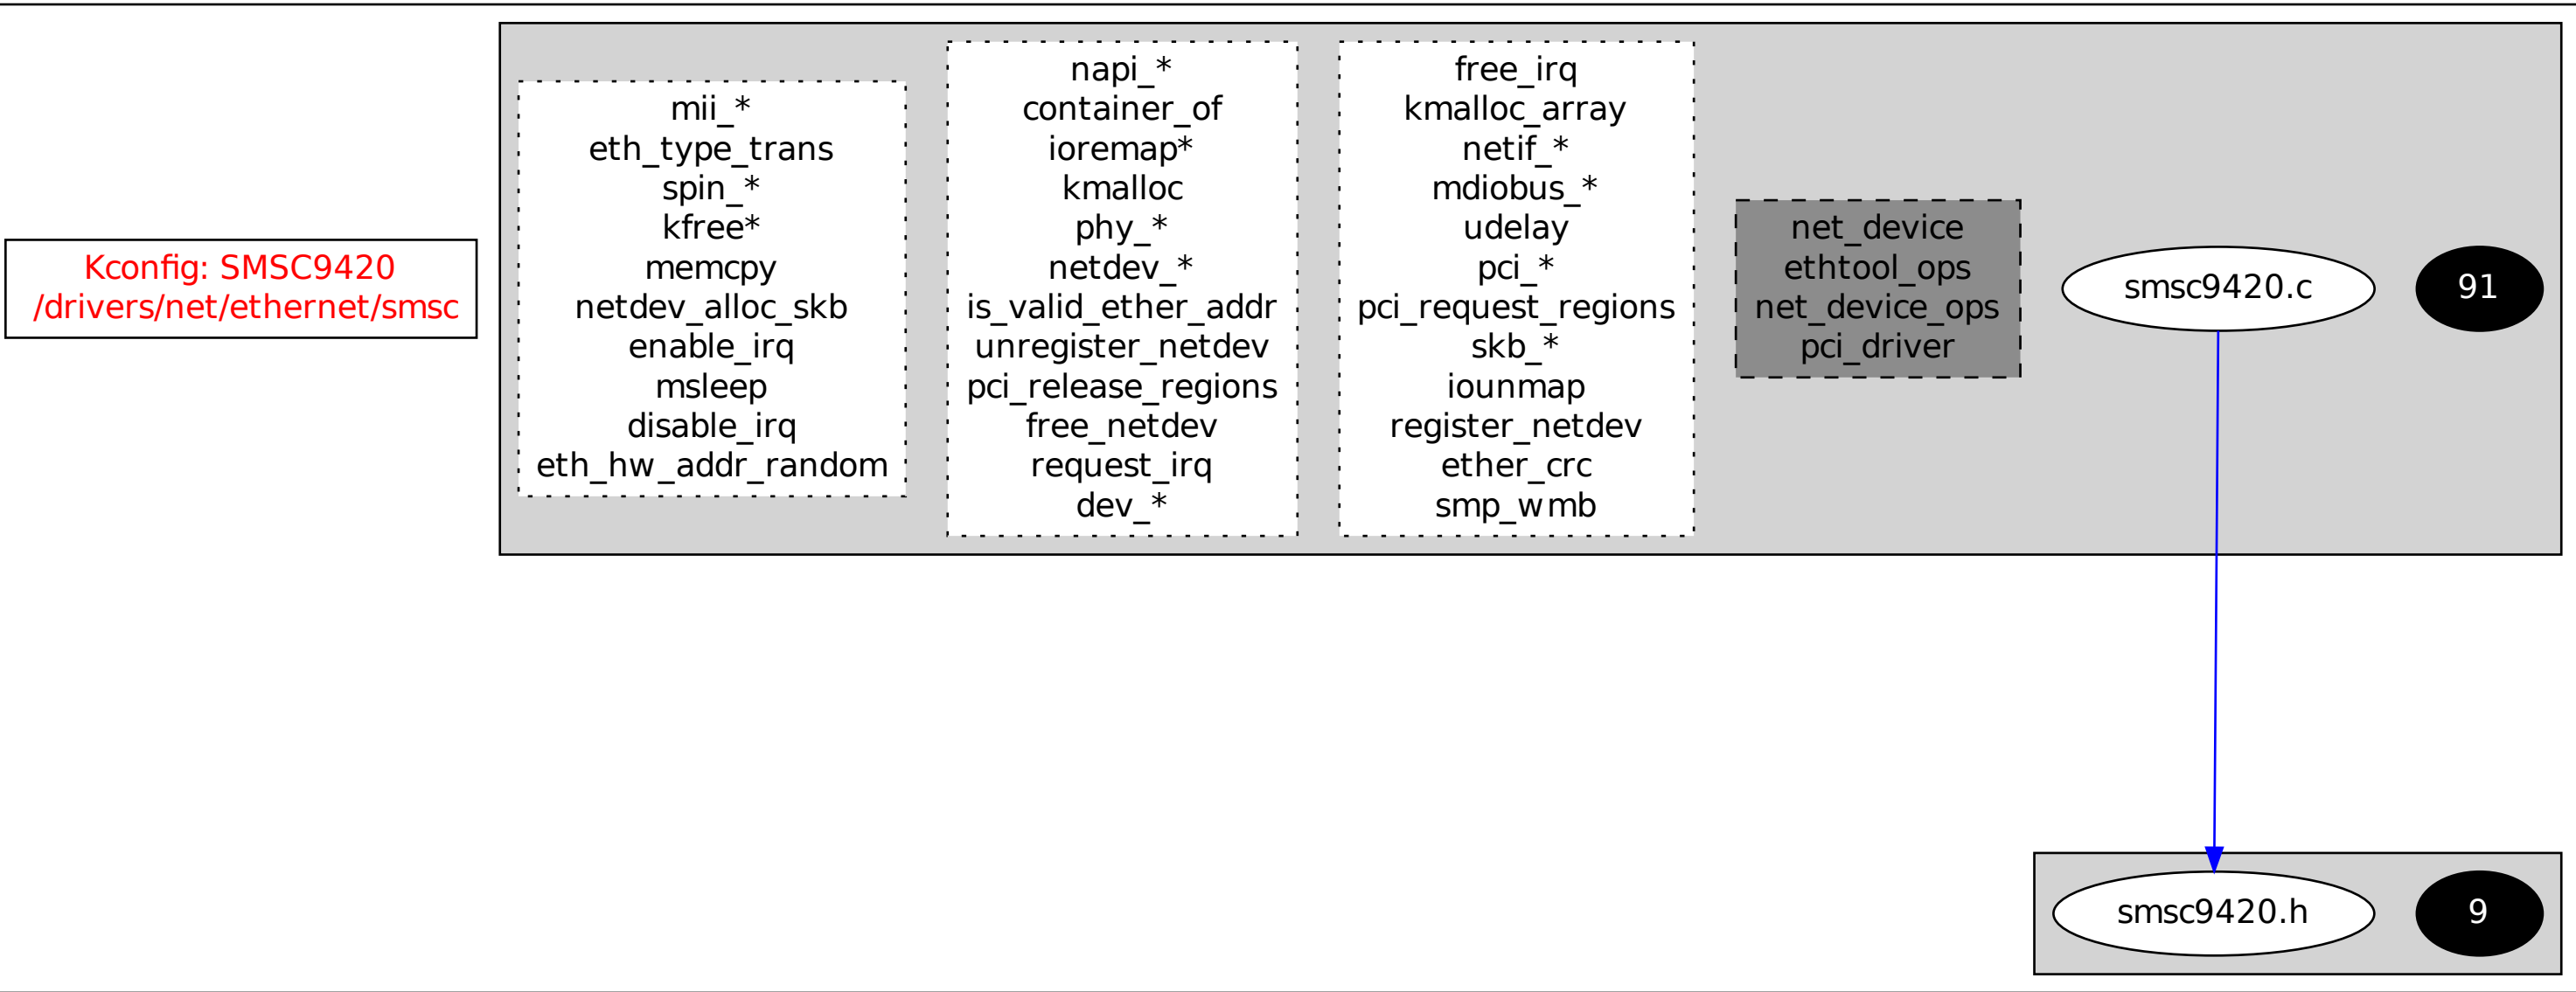 Kconfig: SMSC9420
/drivers/net/ethernet/smsc
mii_*
eth_type_trans
spin_*
kfree*
memcpy
netdev_alloc_skb
enable_irq
msleep
disable_irq
eth_hw_addr_random
napi_*
container_of
ioremap*
kmalloc
phy_*
netdev_*
is_valid_ether_addr
unregister_netdev
pci_release_regions
free_netdev
request_irq
dev_*
free_irq
kmalloc_array
netif_*
mdiobus_*
udelay
pci_*
pci_request_regions
skb_*
iounmap
register_netdev
ether_crc
smp_wmb
net_device
ethtool_ops
net_device_ops
pci_driver
smsc9420.c
91
smsc9420.h
9